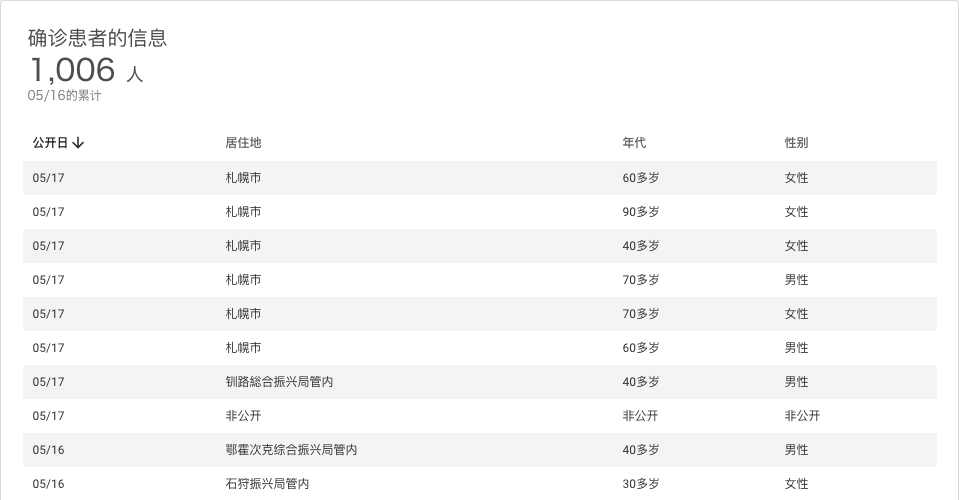 确诊患者的信息
1,006 人
05/16的累计
公开日↓ 居住地 年代 性别
05/17 札幌市 60多岁 女性
05/17 札幌市 90多岁 女性
05/17 札幌市 40多岁 女性
05/17 札幌市 70多岁 男性
05/17 札幌市 70多岁 女性
05/17 札幌市 60多岁 男性
05/17 钏路総合振兴局管内 40多岁 男性
05/17 非公开 非公开 非公开
05/16 鄂霍次克综合振兴局管内 40多岁 男性
05/16 石狩振兴局管内 30多岁 女性